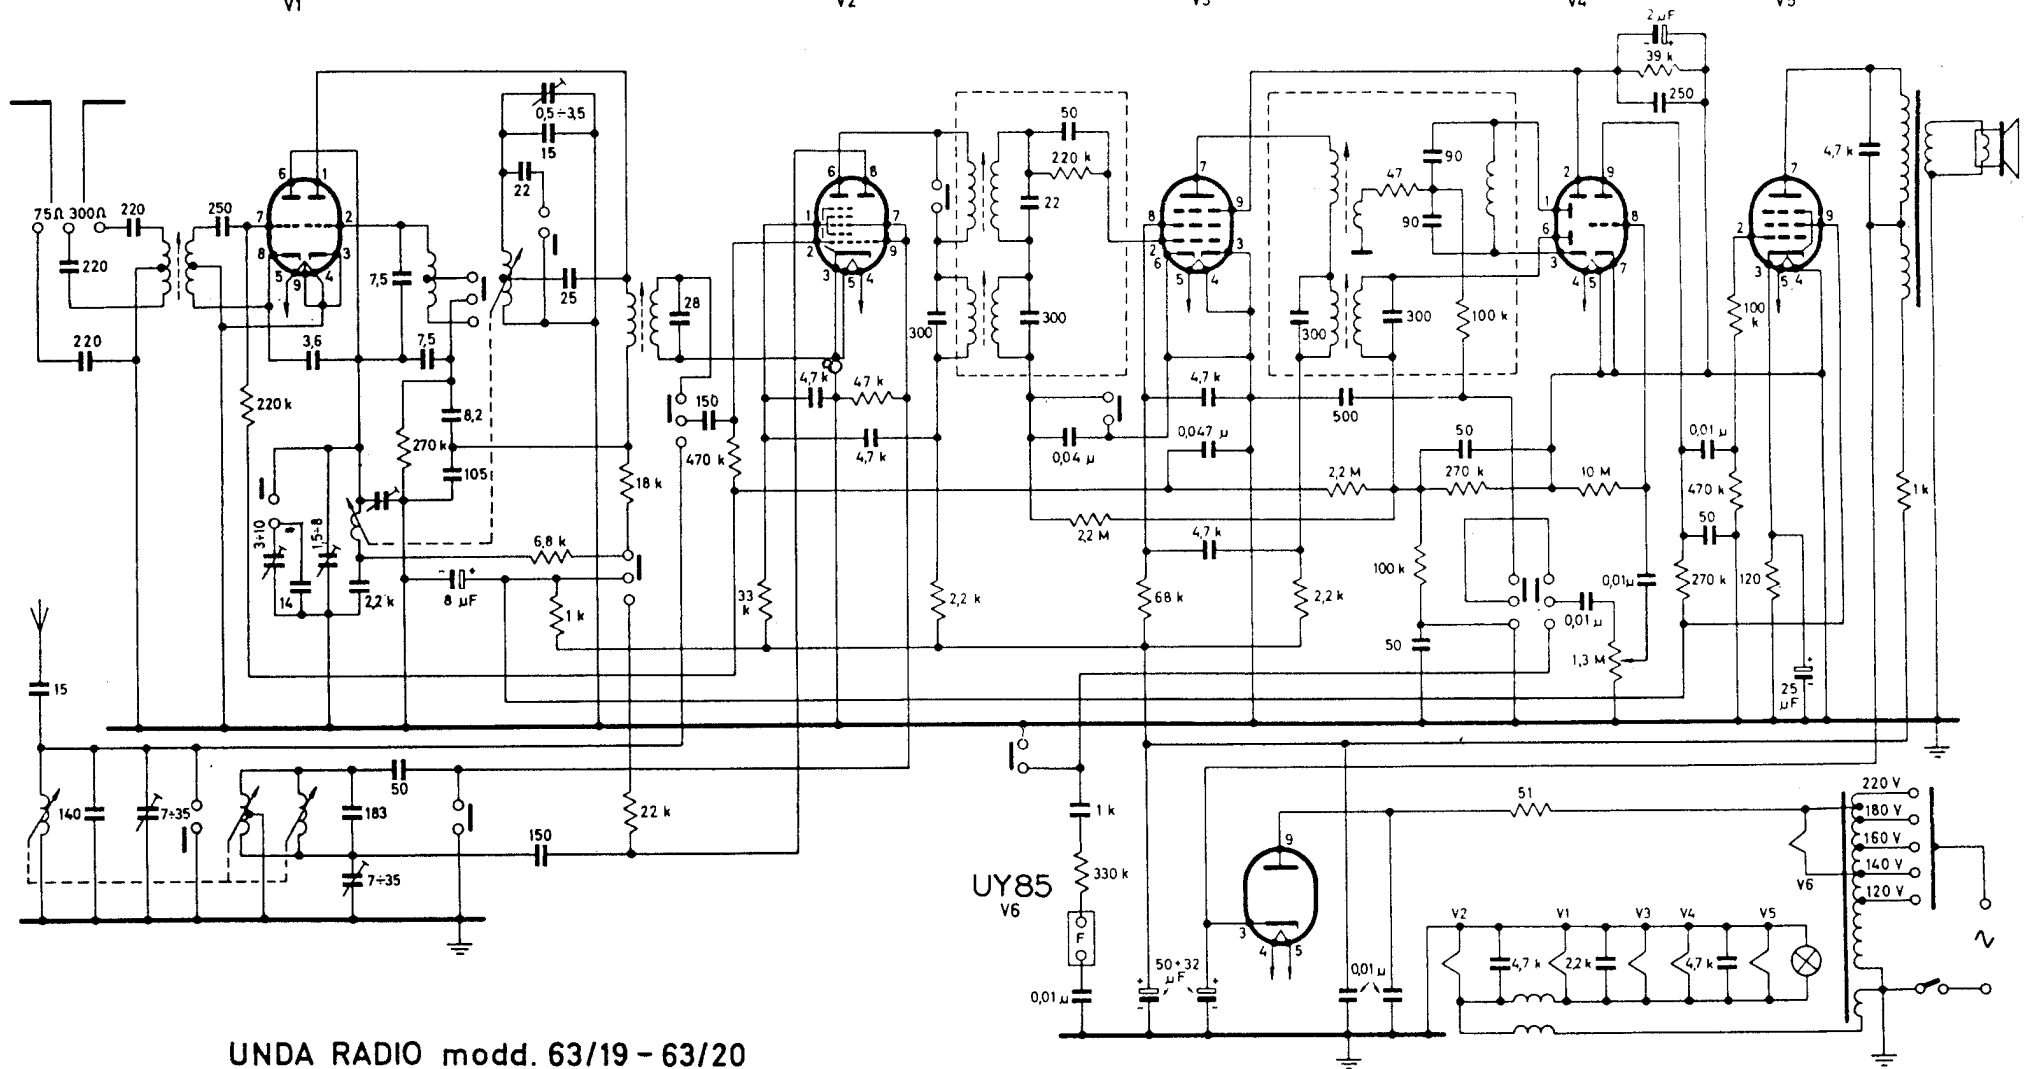 V1 V2 V3 V4 V5
2 µF
39 k
250
0,5÷3,5
15
22
25
6 1
7 2
8 3
5 9 4
75Ω 300Ω
220
250
220
220
7,5
3,6
7,5
220 k
8,2
270 k
105
18 k
28
150
470 k
6 8
1 7
2 9
3 5 4
4,7 k
47 k
4,7 k
300
50
220 k
22
300
0,04 µ
2,2 M
7
8 9
2 3
6 5 4
4,7 k
0,047 µ
4,7 k
47
90
90
100 k
300
300
500
2,2 M
50
270 k
10 M
2 9
1 8
6
3 7
4 5
7
2 9
3 5 4
100 k
0,01 µ
470 k
50
4,7 k
1 k
3÷10
*
1,5÷8
14
2,2 k
6,8 k
8 µF
1 k
33 k
2,2 k
68 k
2,2 k
100 k
50
0,01 µ
0,01 µ
1,3 M
270 k
120
25 µF
15
140
7÷35
183
50
7÷35
150
22 k
1 k
330 k
F
0,01 µ
UY85
V6
9
3 4 5
50+32 µF
0,01 µ
51
V6
220 V
180 V
160 V
140 V
120 V
V2 V1 V3 V4 V5
4,7 k
2,2 k
4,7 k
∿
UNDA RADIO modd. 63/19 - 63/20